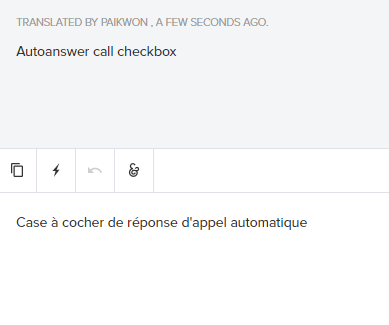 TRANSLATED BY PAIKWON , A FEW SECONDS AGO.
Autoanswer call checkbox
Case à cocher de réponse d'appel automatique